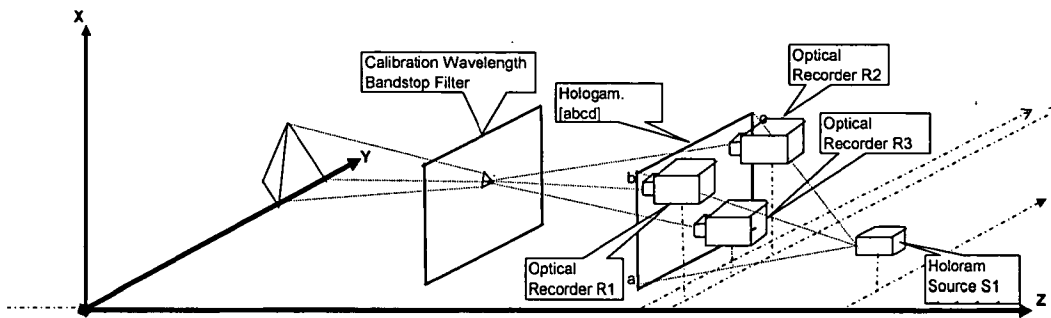 X
Calibration Wavelength
Bandstop Filter
Hologam.
[abcd]
Optical
Recorder R2
Optical
Recorder R3
Y
b
c
a
Optical
Recorder R1
Holoram
Source S1
Z